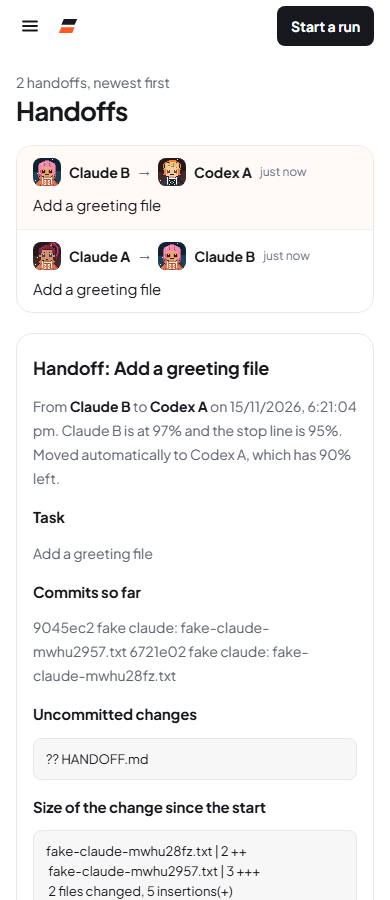 Start a run
2 handoffs, newest first
Handoffs
Claude B → Codex A just now
Add a greeting file
Claude A → Claude B just now
Add a greeting file
Handoff: Add a greeting file
From Claude B to Codex A on 15/11/2026, 6:21:04
pm. Claude B is at 97% and the stop line is 95%.
Moved automatically to Codex A, which has 90%
left.
Task
Add a greeting file
Commits so far
9045ec2 fake claude: fake-claude-
mwhu2957.txt 6721e02 fake claude: fake-
claude-mwhu28fz.txt
Uncommitted changes
?? HANDOFF.md
Size of the change since the start
fake-claude-mwhu28fz.txt | 2 ++
fake-claude-mwhu2957.txt | 3 +++
2 files changed, 5 insertions(+)